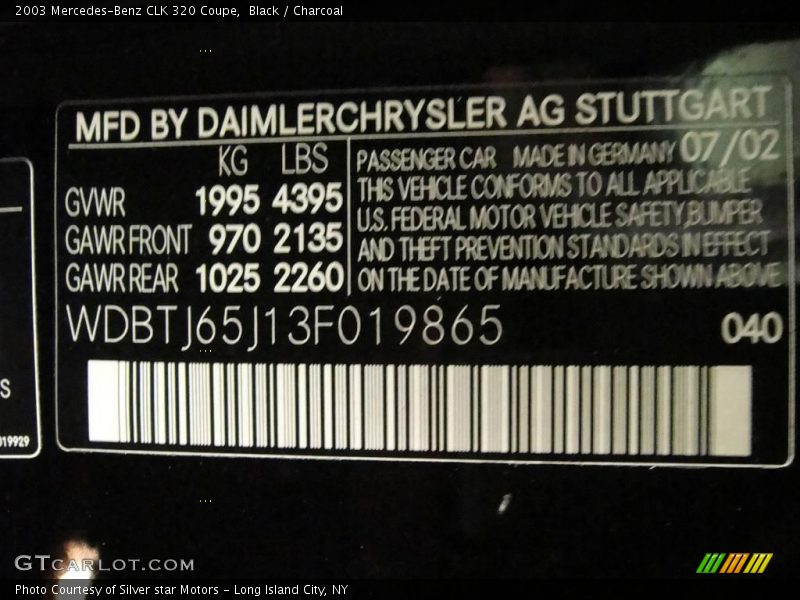 2003 Mercedes-Benz CLK 320 Coupe, Black / Charcoal
MFD BY DAIMLERCHRYSLER AG STUTTGART
KG LBS
GVWR 1995 4395
GAWR FRONT 970 2135
GAWR REAR 1025 2260
PASSENGER CAR MADE IN GERMANY 07/02
THIS VEHICLE CONFORMS TO ALL APPLICABLE
U.S. FEDERAL MOTOR VEHICLE SAFETY,BUMPER
AND THEFT PREVENTION STANDARDS IN EFFECT
ON THE DATE OF MANUFACTURE SHOWN ABOVE
WDBTJ65J13F019865 040
S
019929
GTCARLOT.COM
Photo Courtesy of Silver star Motors - Long Island City, NY